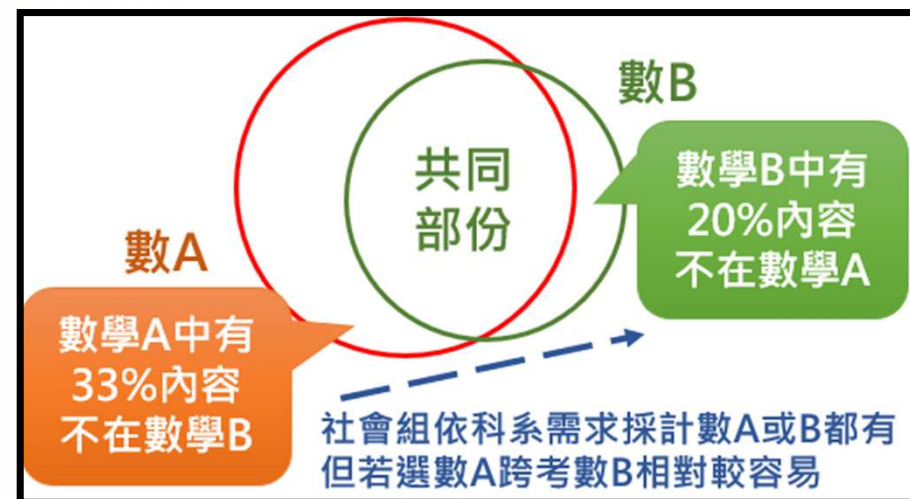 數B
共同
部份
數學B中有
20%內容
不在數學A
數A
數學A中有
33%內容
不在數學B
社會組依科系需求採計數A或B都有
但若選數A跨考數B相對較容易